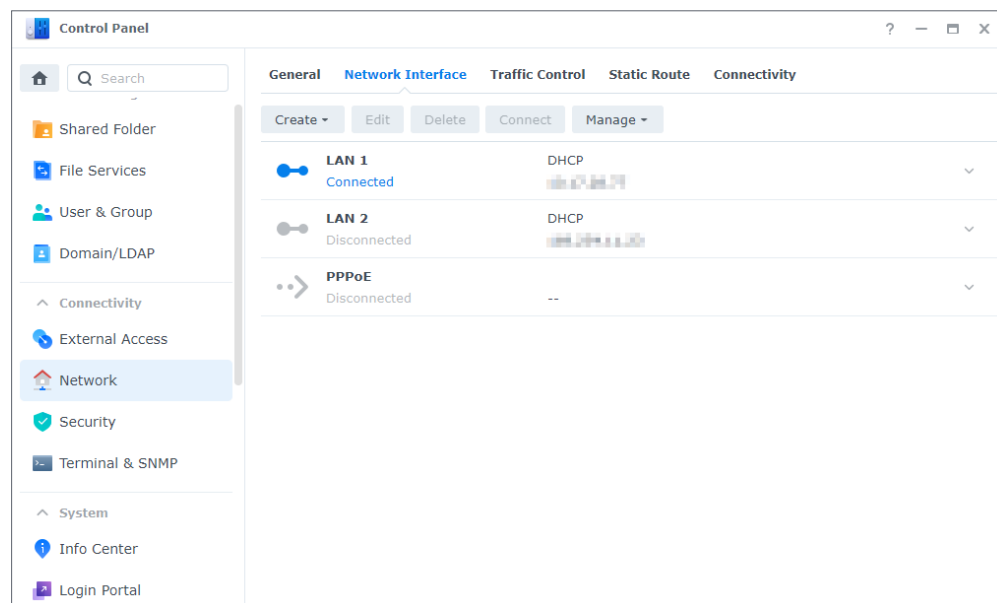 Control Panel
Search
Shared Folder
File Services
User & Group
Domain/LDAP
Connectivity
External Access
Network
Security
Terminal & SNMP
System
Info Center
Login Portal
General Network Interface Traffic Control Static Route Connectivity
Create Edit Delete Connect Manage
LAN 1 DHCP
Connected
LAN 2 DHCP
Disconnected
PPPoE
Disconnected --